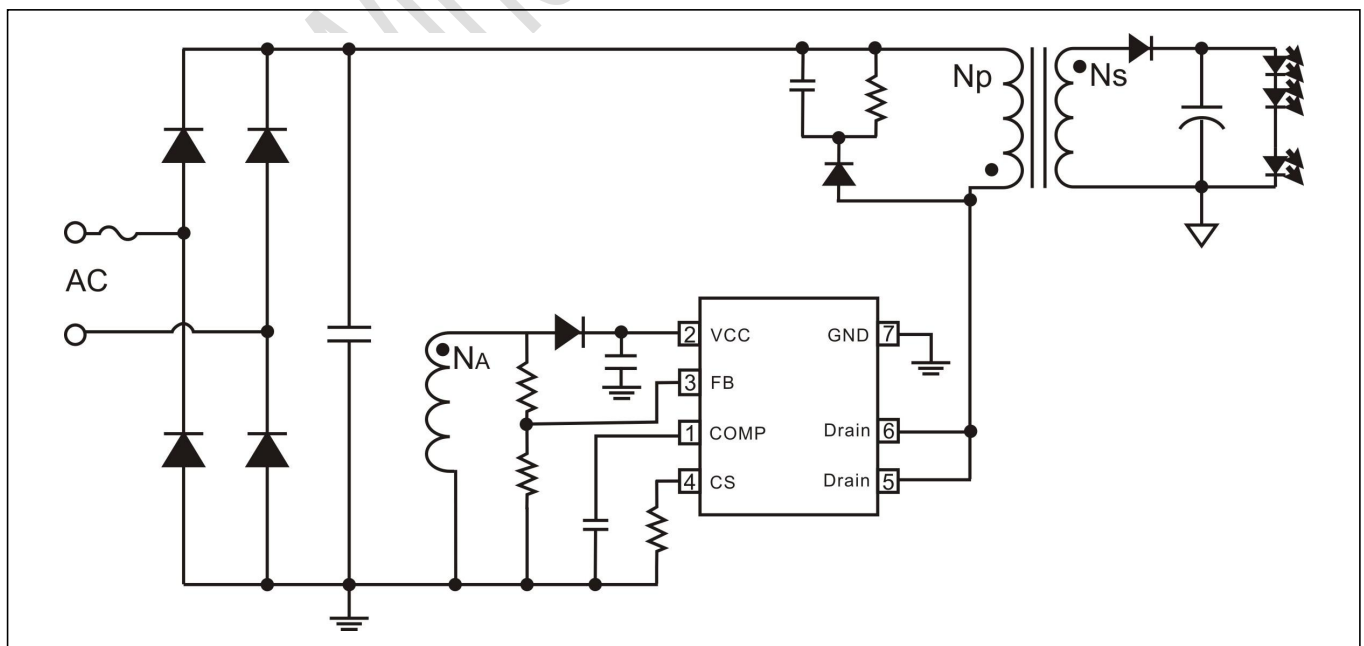 Np
Ns
AC
NA
2 VCC
GND 7
3 FB
1 COMP
Drain 6
4 CS
Drain 5